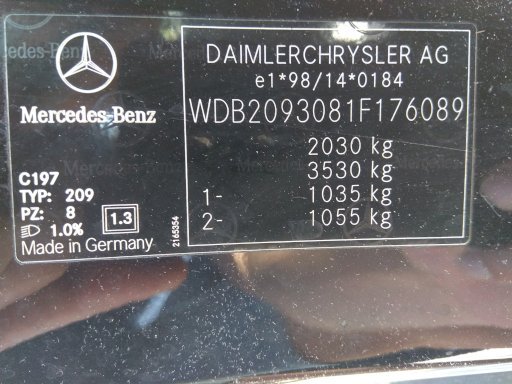 DAIMLERCHRYSLER AG
e1*98/14*0184
Mercedes-Benz
WDB2093081F176089
2030 kg
3530 kg
1- 1035 kg
2- 1055 kg
C197
TYP: 209
PZ: 8
1.3
1.0%
Made in Germany
2165354